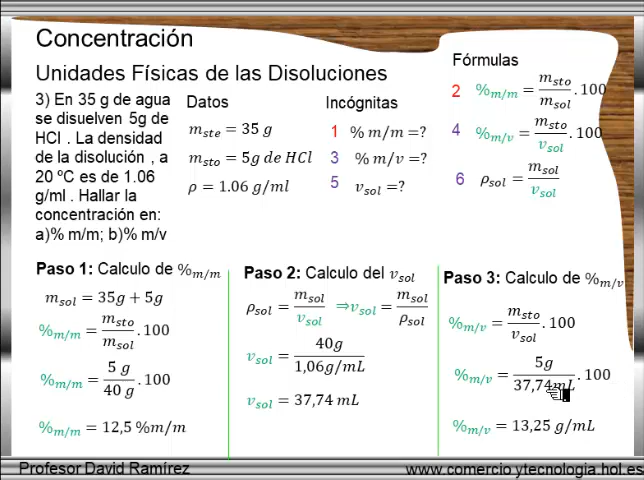 Concentración
Unidades Físicas de las Disoluciones
3) En 35 g de agua
se disuelven 5g de
HCl . La densidad
de la disolución , a
20 ºC es de 1.06
g/ml . Hallar la
concentración en:
a)% m/m; b)% m/v
Datos
m_ste = 35 g
m_sto = 5g de HCl
ρ = 1.06 g/ml
Incógnitas
1 % m/m =?
3 % m/v =?
5 v_sol =?
Fórmulas
2 %_m/m = m_sto / m_sol . 100
4 %_m/v = m_sto / v_sol . 100
6 ρ_sol = m_sol / v_sol
Paso 1: Calculo de %_m/m
m_sol = 35g + 5g
%_m/m = m_sto / m_sol . 100
%_m/m = 5 g / 40 g . 100
%_m/m = 12,5 %m/m
Paso 2: Calculo del v_sol
ρ_sol = m_sol / v_sol ⇒ v_sol = m_sol / ρ_sol
v_sol = 40g / 1,06g/mL
v_sol = 37,74 mL
Paso 3: Calculo de %_m/v
%_m/v = m_sto / v_sol . 100
%_m/v = 5g / 37,74mL . 100
%_m/v = 13,25 g/mL
Profesor David Ramírez
www.comercioytecnologia.hol.es